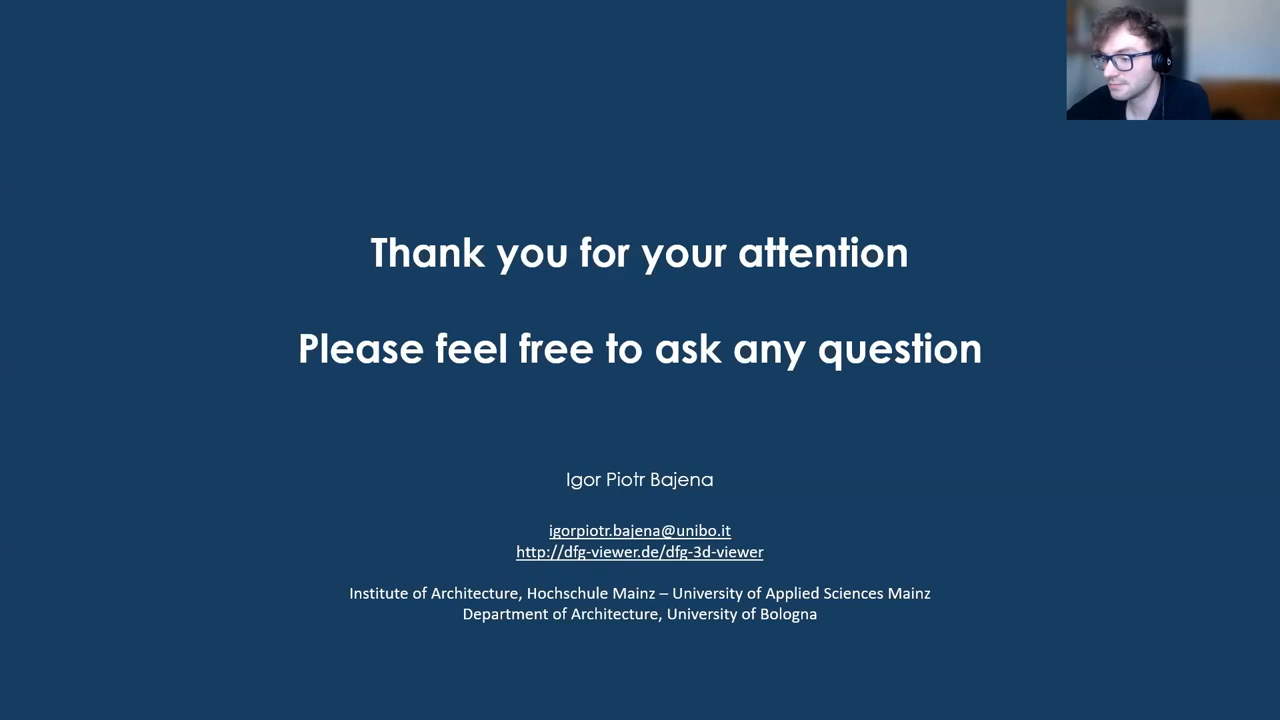 Thank you for your attention
Please feel free to ask any question
Igor Piotr Bajena
igorpiotr.bajena@unibo.it
http://dfg-viewer.de/dfg-3d-viewer
Institute of Architecture, Hochschule Mainz – University of Applied Sciences Mainz
Department of Architecture, University of Bologna